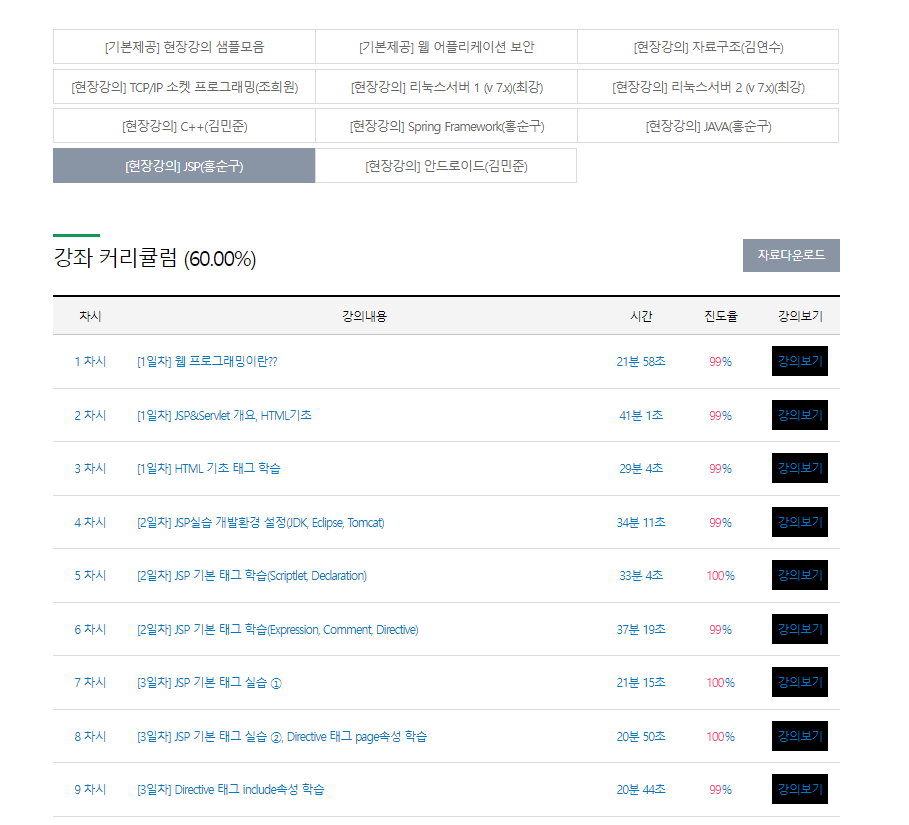 [기본제공] 현장강의 샘플모음 [기본제공] 웹 어플리케이션 보안 [현장강의] 자료구조(김연수)
[현장강의] TCP/IP 소켓 프로그래밍(조희원) [현장강의] 리눅스서버 1 (v 7.x)(최강) [현장강의] 리눅스서버 2 (v 7.x)(최강)
[현장강의] C++(김민준) [현장강의] Spring Framework(홍순구) [현장강의] JAVA(홍순구)
[현장강의] JSP(홍순구) [현장강의] 안드로이드(김민준)
강좌 커리큘럼 (60.00%) 자료다운로드
차시 강의내용 시간 진도율 강의보기
1 차시 [1일차] 웹 프로그래밍이란?? 21분 58초 99% 강의보기
2 차시 [1일차] JSP&Servlet 개요, HTML기초 41분 1초 99% 강의보기
3 차시 [1일차] HTML 기초 태그 학습 29분 4초 99% 강의보기
4 차시 [2일차] JSP실습 개발환경 설정(JDK, Eclipse, Tomcat) 34분 11초 99% 강의보기
5 차시 [2일차] JSP 기본 태그 학습(Scriptlet, Declaration) 33분 4초 100% 강의보기
6 차시 [2일차] JSP 기본 태그 학습(Expression, Comment, Directive) 37분 19초 99% 강의보기
7 차시 [3일차] JSP 기본 태그 실습 ① 21분 15초 100% 강의보기
8 차시 [3일차] JSP 기본 태그 실습 ②, Directive 태그 page속성 학습 20분 50초 100% 강의보기
9 차시 [3일차] Directive 태그 include속성 학습 20분 44초 99% 강의보기